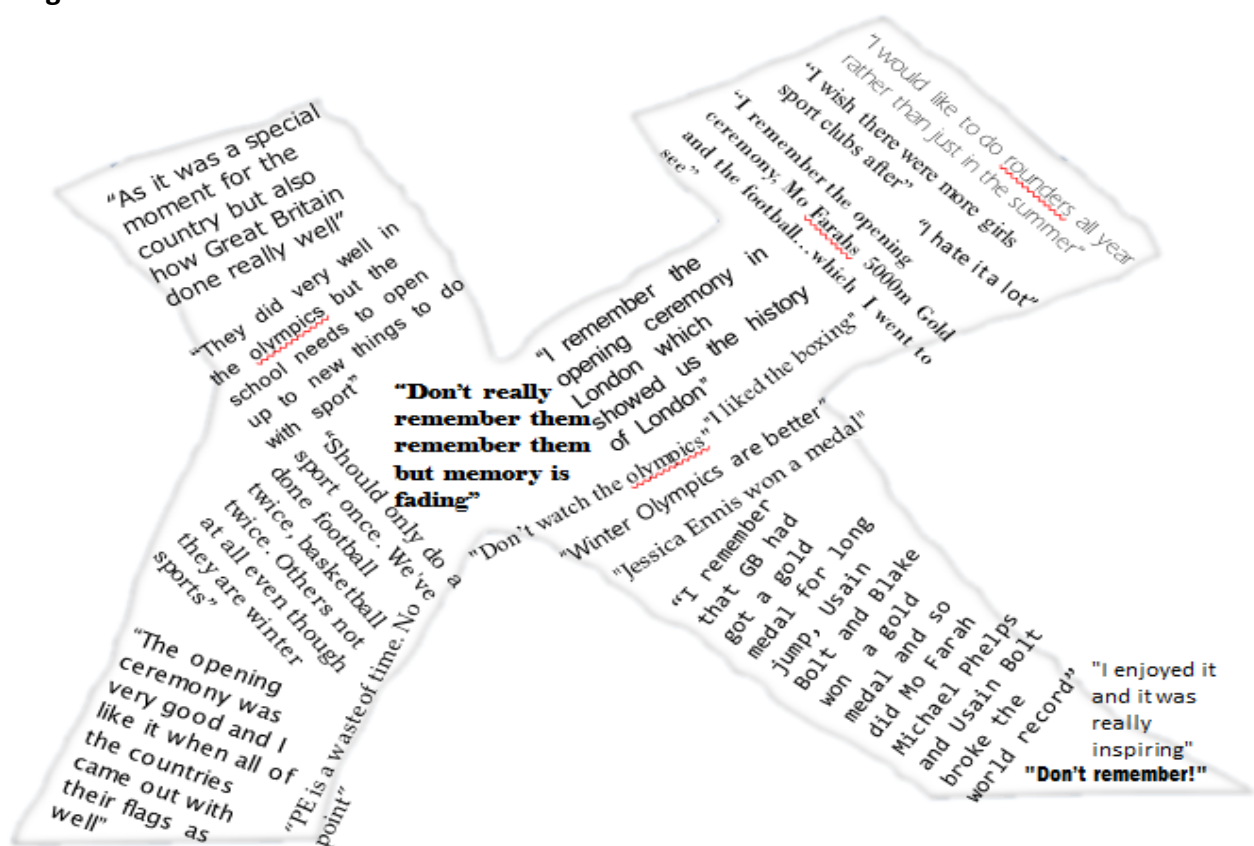 "As it was a special
moment for the
country but also
how Great Britain
done really well"
"They did very well in
the olympics but the
school needs to open
up to new things to do
with sport"
"Should only do a
sport once. We've
done football
twice, basketball
twice. Others not
at all even though
they are winter
sports"
"The opening
ceremony was
very good and I
like it when all of
the countries
came out with
their flags as
well"
"PE is a waste of time. No
point"
"Don't really
remember them
remember them
but memory is
fading"
"I remember the
opening ceremony in
London which
showed us the history
of London"
"Don't watch the olympics"
"I liked the boxing"
"Winter Olympics are better"
"Jessica Ennis won a medal"
"I would like to do rounders all year
rather than just in the summer"
"I wish there were more girls
sport clubs after"
"I hate it a lot"
"I remember the opening
ceremony, Mo Farahs 5000m Gold
and the football...which I went to
see"
"I remember
that GB had
got a gold
medal for long
jump, Usain
Bolt and Blake
won a gold
medal and so
did Mo Farah
Michael Phelps
and Usain Bolt
broke the
world record"
"I enjoyed it
and it was
really
inspiring"
"Don't remember!"